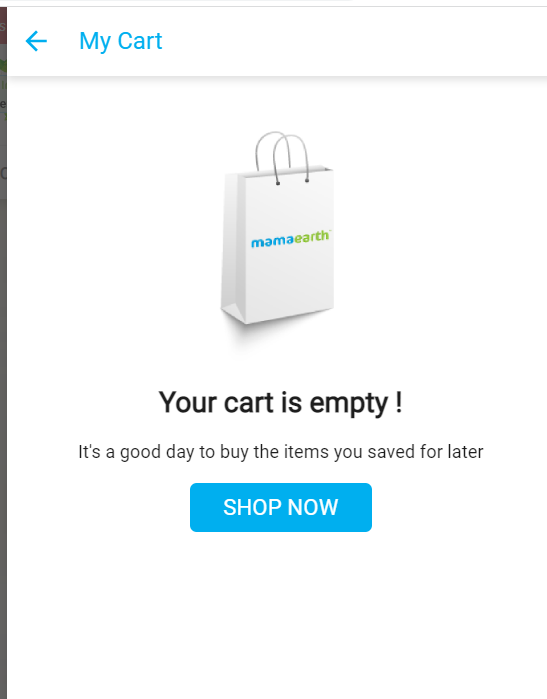 My Cart
mamaearth
Your cart is empty !
It's a good day to buy the items you saved for later
SHOP NOW